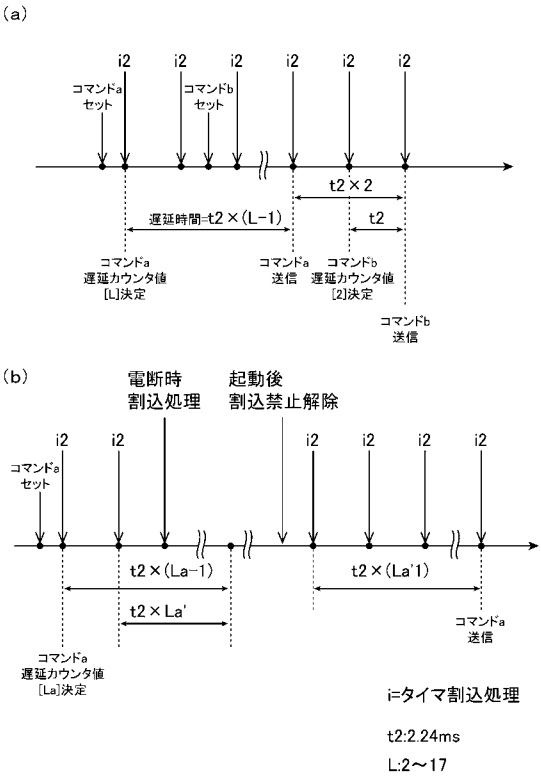 (a)
i2 i2 i2 i2 i2 i2
コマンドa
セット
コマンドb
セット
t2×2
遅延時間=t2×(L-1)
t2
コマンドa
遅延カウンタ値
[L]決定
コマンドa
送信
コマンドb
遅延カウンタ値
[2]決定
コマンドb
送信
(b)
電断時
割込処理
起動後
割込禁止解除
i2 i2 i2 i2 i2 i2
コマンドa
セット
t2×(La-1)
t2×(La'1)
t2×La'
コマンドa
遅延カウンタ値
[La]決定
コマンドa
送信
i=タイマ割込処理
t2:2.24ms
L:2～17